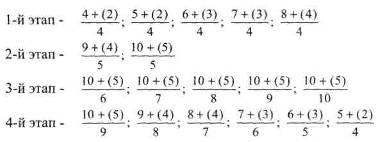 1-й этап - 4 + (2)/4; 5 + (2)/4; 6 + (3)/4; 7 + (3)/4; 8 + (4)/4
2-й этап - 9 + (4)/5; 10 + (5)/5
3-й этап - 10 + (5)/6; 10 + (5)/7; 10 + (5)/8; 10 + (5)/9; 10 + (5)/10
4-й этап - 10 + (5)/9; 9 + (4)/8; 8 + (4)/7; 7 + (3)/6; 6 + (3)/5; 5 + (2)/4